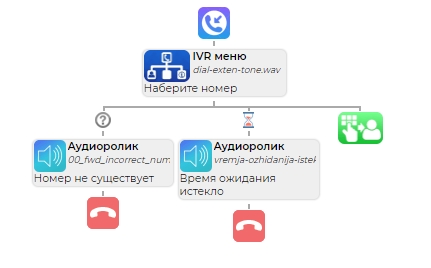 IVR меню
dial-exten-tone.wav
Наберите номер
Аудиоролик
00_fwd_incorrect_num
Номер не существует
Аудиоролик
vremja-ozhidanija-istek
Время ожидания
истекло